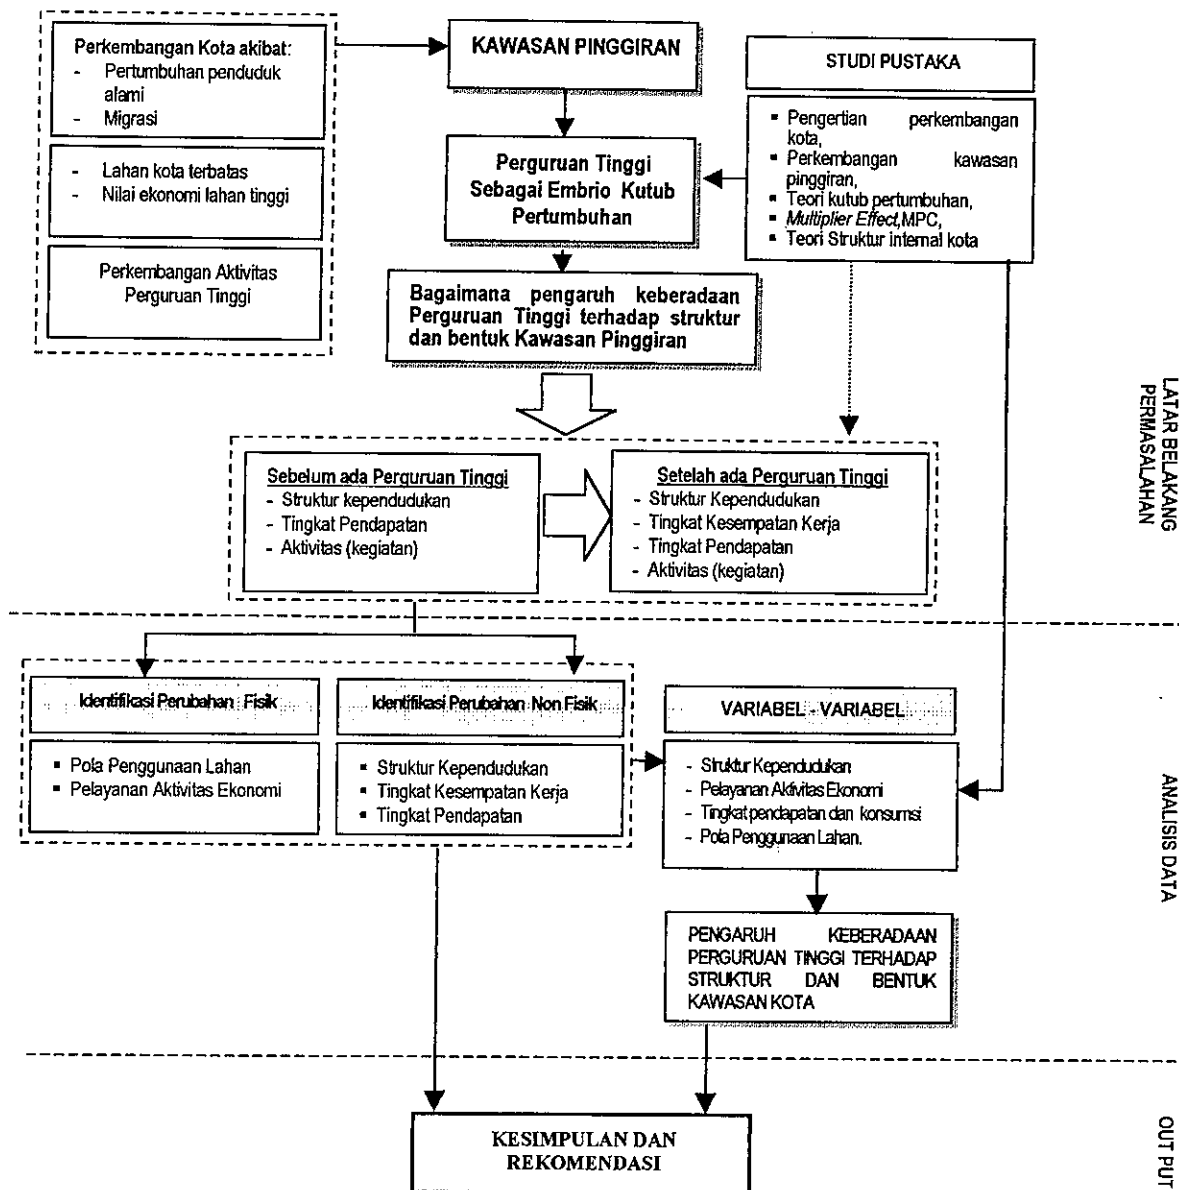 Perkembangan Kota akibat:
- Pertumbuhan penduduk
alami
- Migrasi
- Lahan kota terbatas
- Nilai ekonomi lahan tinggi
Perkembangan Aktivitas
Perguruan Tinggi
KAWASAN PINGGIRAN
Perguruan Tinggi
Sebagai Embrio Kutub
Pertumbuhan
Bagaimana pengaruh keberadaan
Perguruan Tinggi terhadap struktur
dan bentuk Kawasan Pinggiran
STUDI PUSTAKA
▪ Pengertian perkembangan
kota,
▪ Perkembangan kawasan
pinggiran,
▪ Teori kutub pertumbuhan,
▪ Multiplier Effect,MPC,
▪ Teori Struktur internal kota
Sebelum ada Perguruan Tinggi
- Struktur kependudukan
- Tingkat Pendapatan
- Aktivitas (kegiatan)
Setelah ada Perguruan Tinggi
- Struktur Kependudukan
- Tingkat Kesempatan Kerja
- Tingkat Pendapatan
- Aktivitas (kegiatan)
LATAR BELAKANG
PERMASALAHAN
Identifikasi Perubahan Fisik
▪ Pola Penggunaan Lahan
▪ Pelayanan Aktivitas Ekonomi
Identifikasi Perubahan Non Fisik
▪ Struktur Kependudukan
▪ Tingkat Kesempatan Kerja
▪ Tingkat Pendapatan
VARIABEL - VARIABEL
- Struktur Kependudukan
- Pelayanan Aktivitas Ekonomi
- Tingkat pendapatan dan konsumsi
- Pola Penggunaan Lahan.
PENGARUH KEBERADAAN
PERGURUAN TINGGI TERHADAP
STRUKTUR DAN BENTUK
KAWASAN KOTA
ANALISIS DATA
KESIMPULAN DAN
REKOMENDASI
OUT PUT